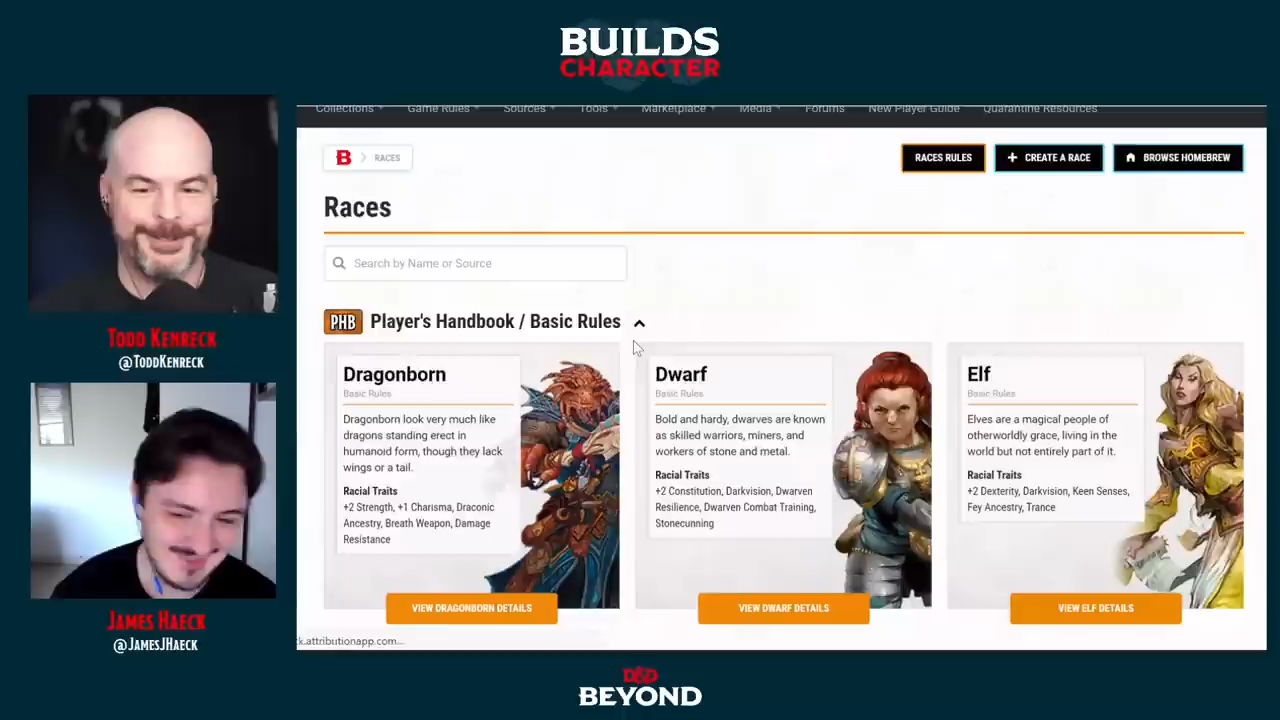 BUILDS
CHARACTER
Collections Game Rules Sources Tools Marketplace Media Forums New Player Guide Quarantine Resources
B RACES
RACES RULES
CREATE A RACE
BROWSE HOMEBREW
Races
Search by Name or Source
PHB Player's Handbook / Basic Rules
Dragonborn
Basic Rules
Dragonborn look very much like
dragons standing erect in
humanoid form, though they lack
wings or a tail.
Racial Traits
+2 Strength, +1 Charisma, Draconic
Ancestry, Breath Weapon, Damage
Resistance
VIEW DRAGONBORN DETAILS
Dwarf
Basic Rules
Bold and hardy, dwarves are known
as skilled warriors, miners, and
workers of stone and metal.
Racial Traits
+2 Constitution, Darkvision, Dwarven
Resilience, Dwarven Combat Training,
Stonecunning
VIEW DWARF DETAILS
Elf
Basic Rules
Elves are a magical people of
otherworldly grace, living in the
world but not entirely part of it.
Racial Traits
+2 Dexterity, Darkvision, Keen Senses,
Fey Ancestry, Trance
VIEW ELF DETAILS
k.attributionapp.com...
Todd Kenreck
@ToddKenreck
James Haeck
@JamesJHaeck
D&D
BEYOND